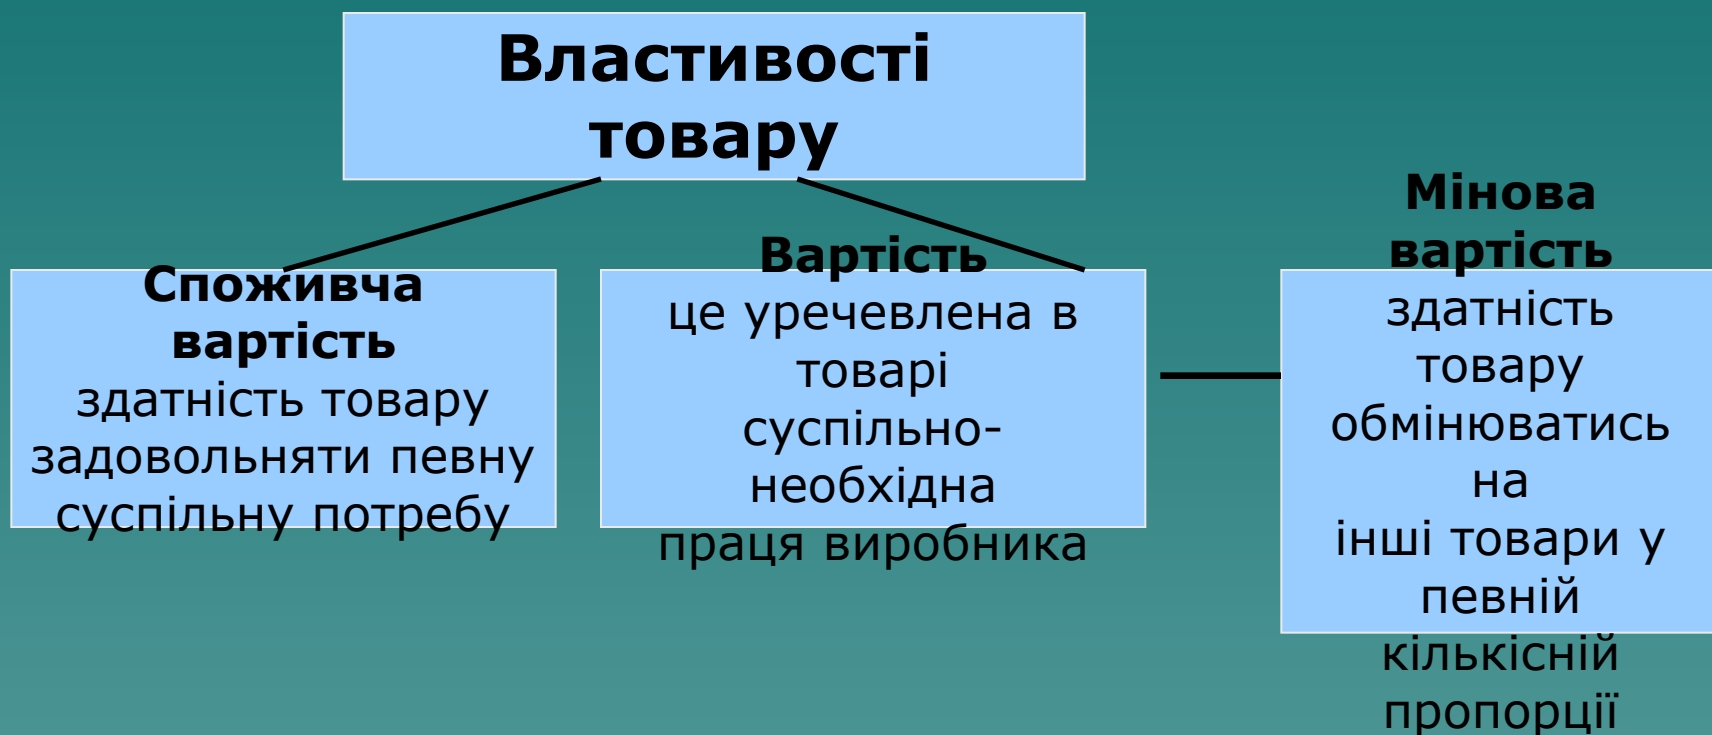 Властивості
товару
Споживча
вартість
здатність товару
задовольняти певну
суспільну потребу
Вартість
це уречевлена в
товарі
суспільно-
необхідна
праця виробника
Мінова
вартість
здатність
товару
обмінюватись
на
інші товари у
певній
кількісній
пропорції